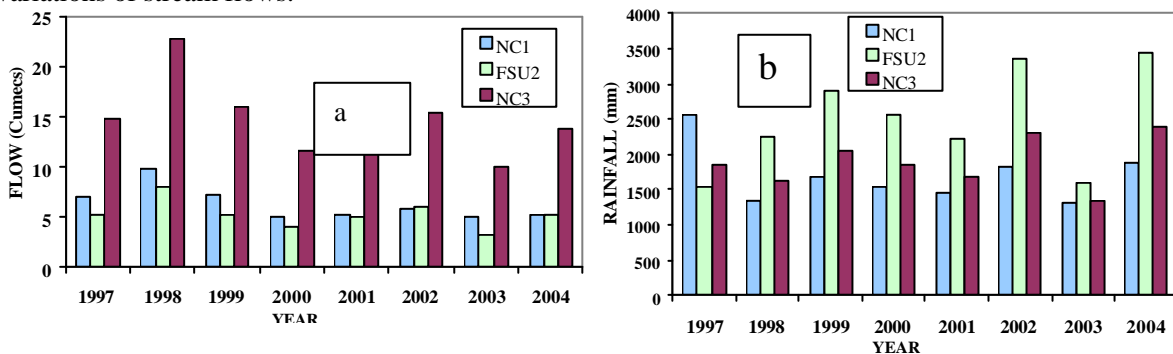 variations of stream flows.
FLOW (Cumecs)
25
20
15
10
5
0
NC1
FSU2
NC3
a
1997 1998 1999 2000 2001 2002 2003 2004
YEAR
RAINFALL (mm)
4000
3500
3000
2500
2000
1500
1000
500
0
b
NC1
FSU2
NC3
1997 1998 1999 2000 2001 2002 2003 2004
YEAR